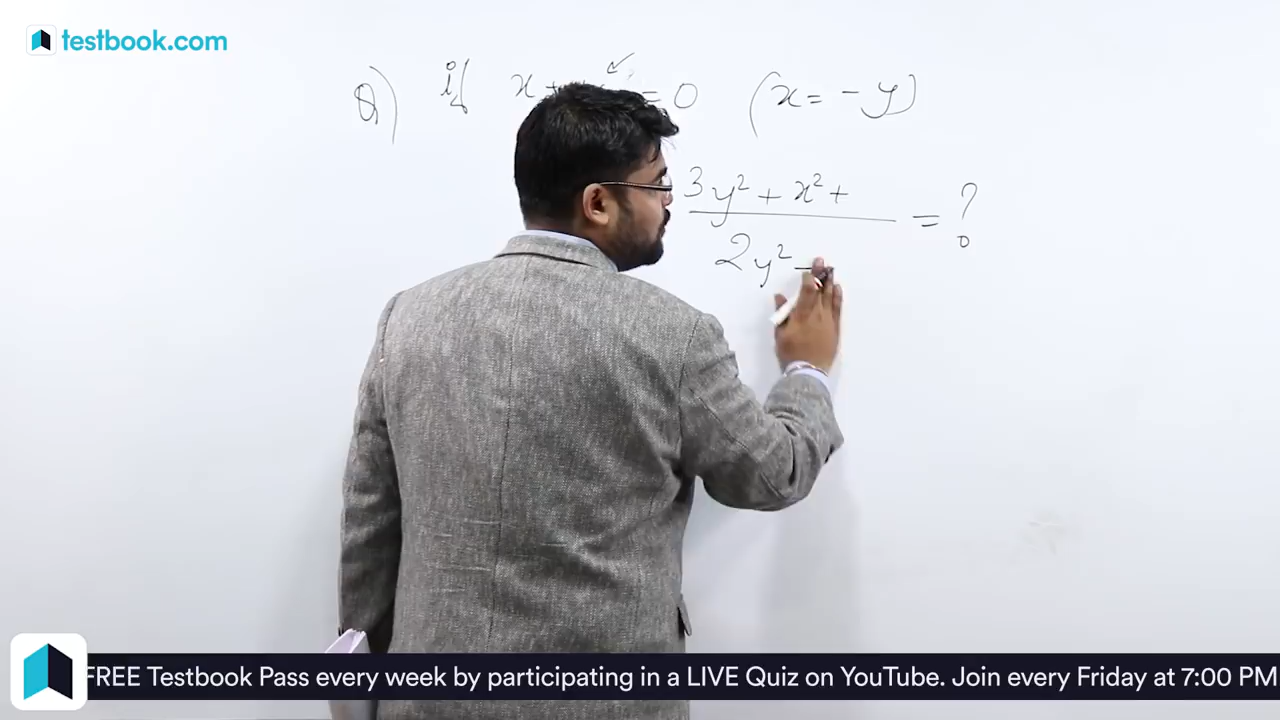 testbook.com
Q) if x + = 0 (x = -y)
3y² + x² +
2y² - = ?
FREE Testbook Pass every week by participating in a LIVE Quiz on YouTube. Join every Friday at 7:00 PM